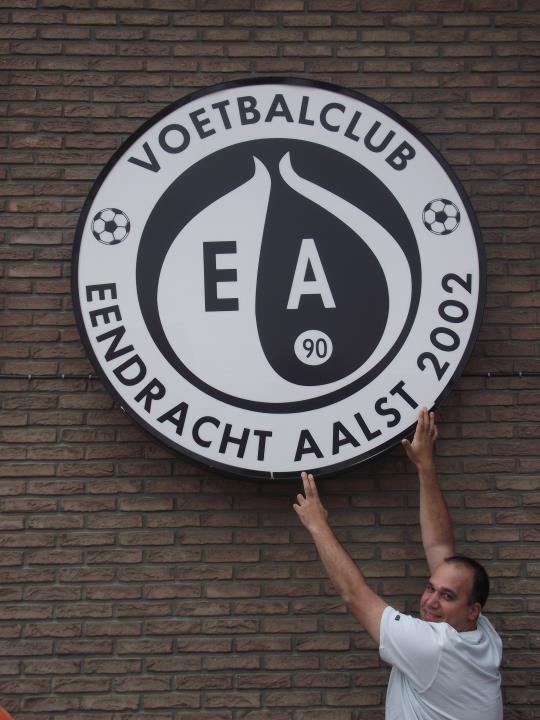 VOETBALCLUB
E A
90
EENDRACHT AALST 2002